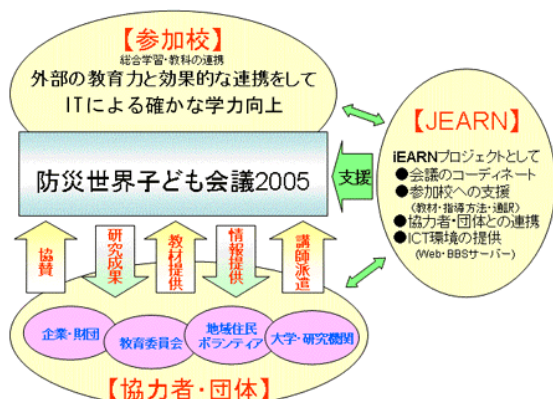 【参加校】
総合学習・教科の連携
外部の教育力と効果的な連携をして
ITによる確かな学力向上
防災世界子ども会議2005
支援
【JEARN】
iEARNプロジェクトとして
●会議のコーディネート
●参加校への支援
(教材・指導方法・通訳)
●協力者・団体との連携
●ICT環境の提供
(Web・BBSサーバー)
協賛
研究成果
教材提供
情報提供
講師派遣
企業・財団
教育委員会
地域住民
ボランティア
大学・研究機関
【協力者・団体】